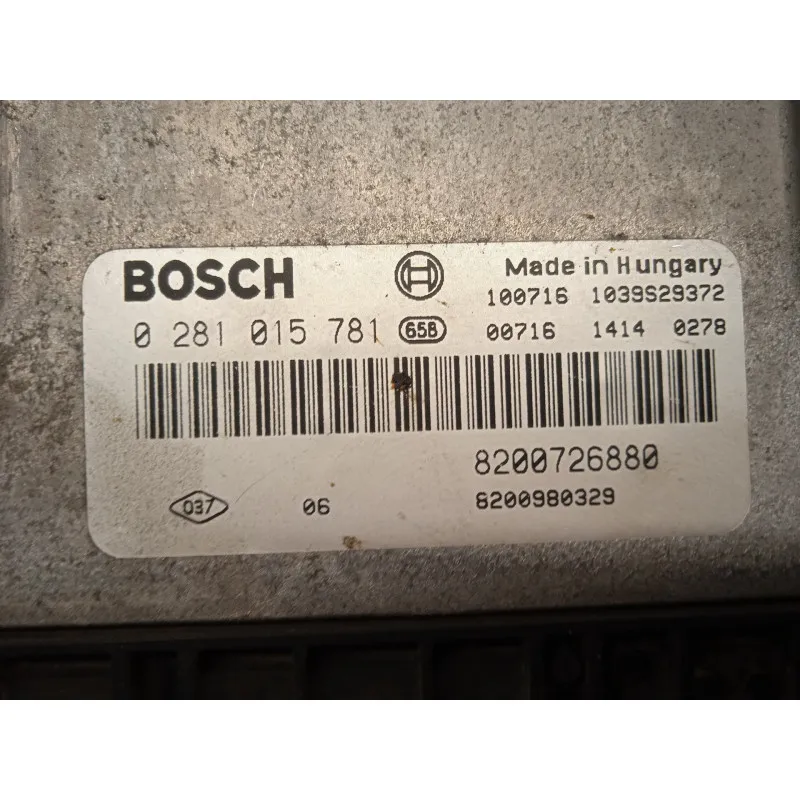 BOSCH
Made in Hungary
100716 1039S29372
0 281 015 781 65B 00716 1414 0278
8200726880
037 06 8200980329